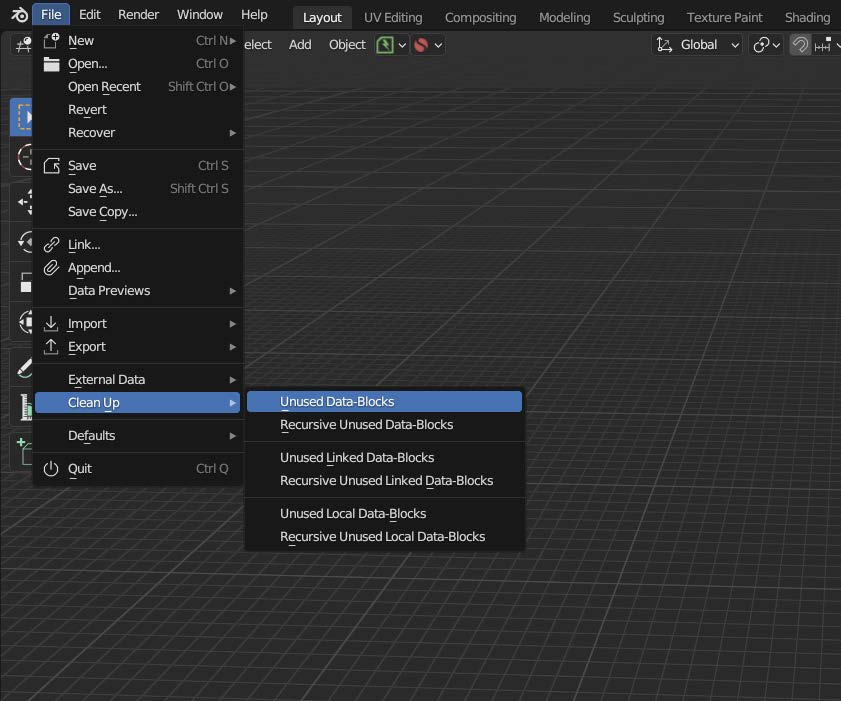 File Edit Render Window Help Layout UV Editing Compositing Modeling Sculpting Texture Paint Shading
elect Add Object Global
New Ctrl N
Open... Ctrl O
Open Recent Shift Ctrl O
Revert
Recover
Save Ctrl S
Save As... Shift Ctrl S
Save Copy...
Link...
Append...
Data Previews
Import
Export
External Data
Clean Up
Defaults
Quit Ctrl Q
Unused Data-Blocks
Recursive Unused Data-Blocks
Unused Linked Data-Blocks
Recursive Unused Linked Data-Blocks
Unused Local Data-Blocks
Recursive Unused Local Data-Blocks